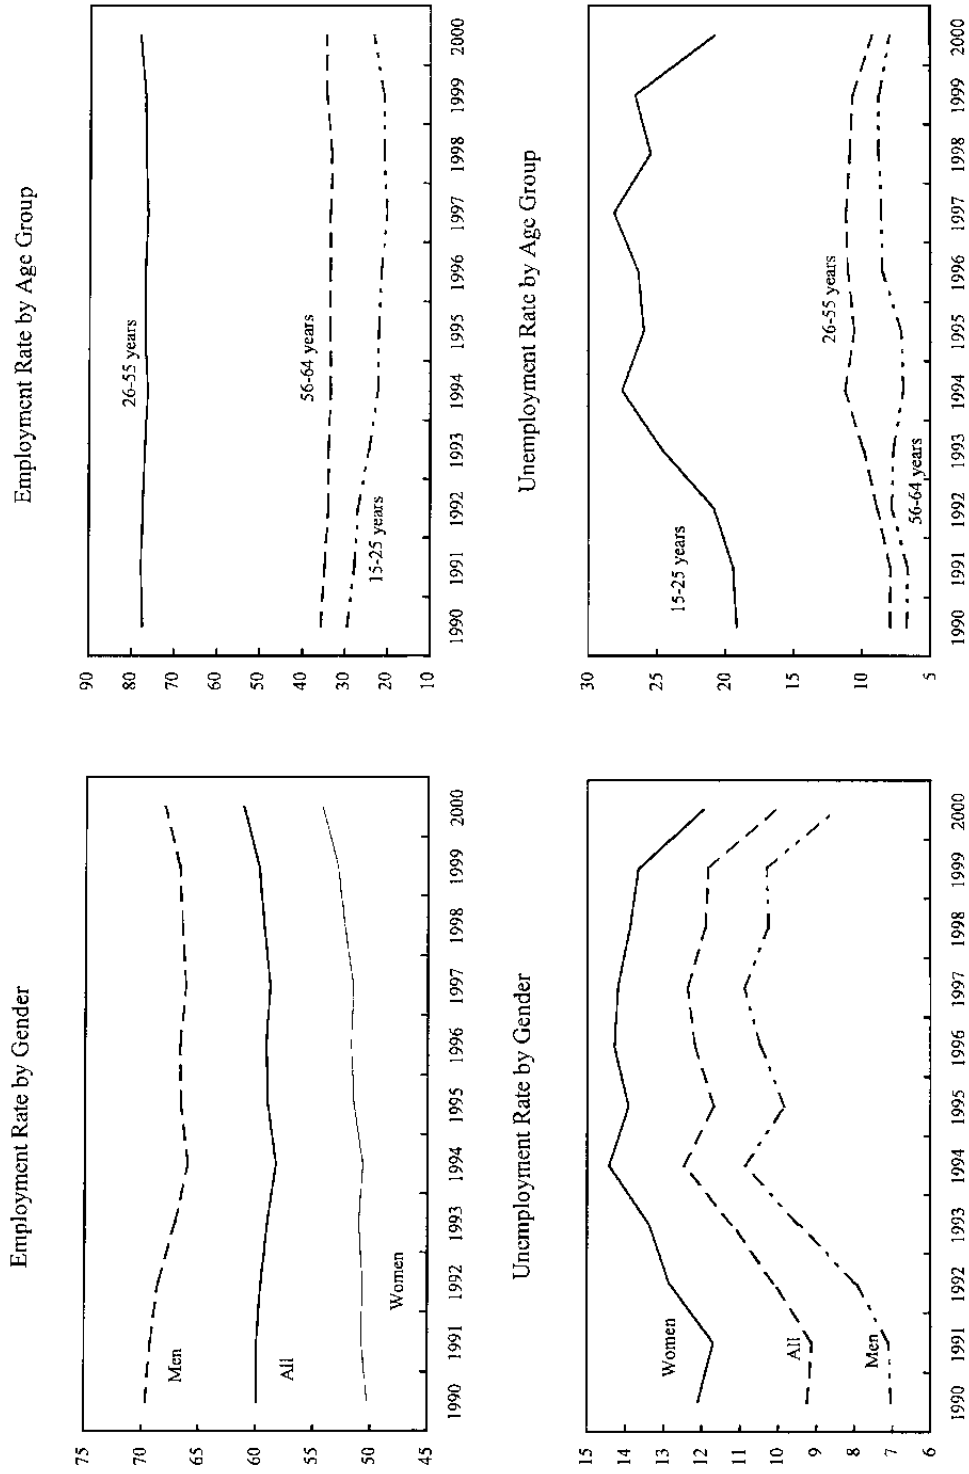 Employment Rate by Gender
75
70
65
60
55
50
45
Men
All
Women
1990 1991 1992 1993 1994 1995 1996 1997 1998 1999 2000
Employment Rate by Age Group
90
80
70
60
50
40
30
20
10
26-55 years
56-64 years
15-25 years
1990 1991 1992 1993 1994 1995 1996 1997 1998 1999 2000
Unemployment Rate by Gender
15
14
13
12
11
10
9
8
7
6
Women
All
Men
1990 1991 1992 1993 1994 1995 1996 1997 1998 1999 2000
Unemployment Rate by Age Group
30
25
20
15
10
5
15-25 years
26-55 years
56-64 years
1990 1991 1992 1993 1994 1995 1996 1997 1998 1999 2000